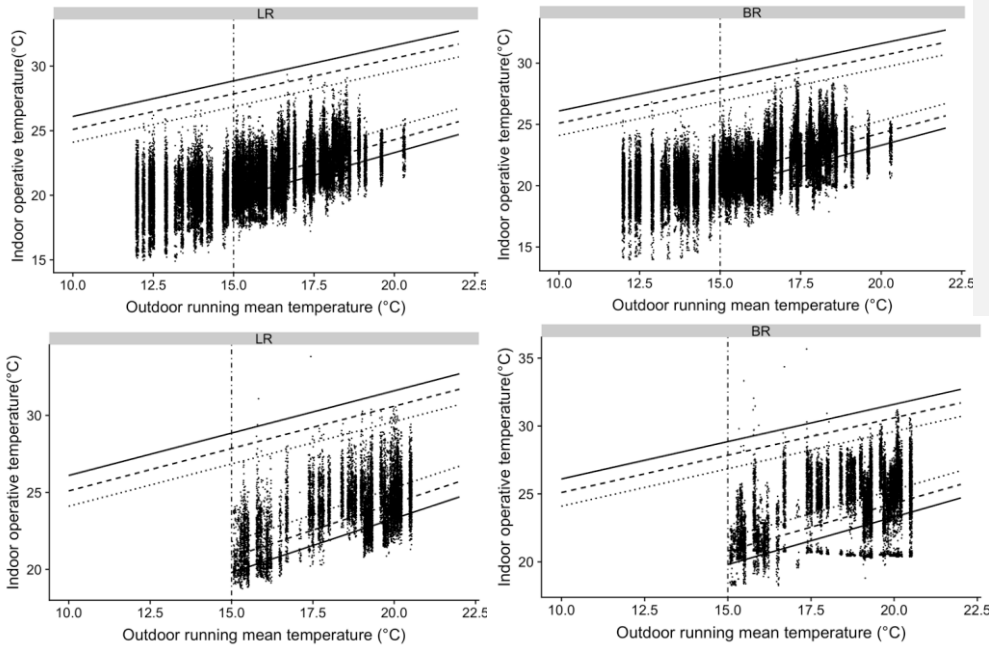 LR
Indoor operative temperature(°C)
30
25
20
15
10.0 12.5 15.0 17.5 20.0 22.5
Outdoor running mean temperature (°C)
BR
Indoor operative temperature(°C)
30
25
20
15
10.0 12.5 15.0 17.5 20.0 22.5
Outdoor running mean temperature (°C)
LR
Indoor operative temperature(°C)
30
25
20
10.0 12.5 15.0 17.5 20.0 22.5
Outdoor running mean temperature (°C)
BR
Indoor operative temperature(°C)
35
30
25
20
10.0 12.5 15.0 17.5 20.0 22.5
Outdoor running mean temperature (°C)